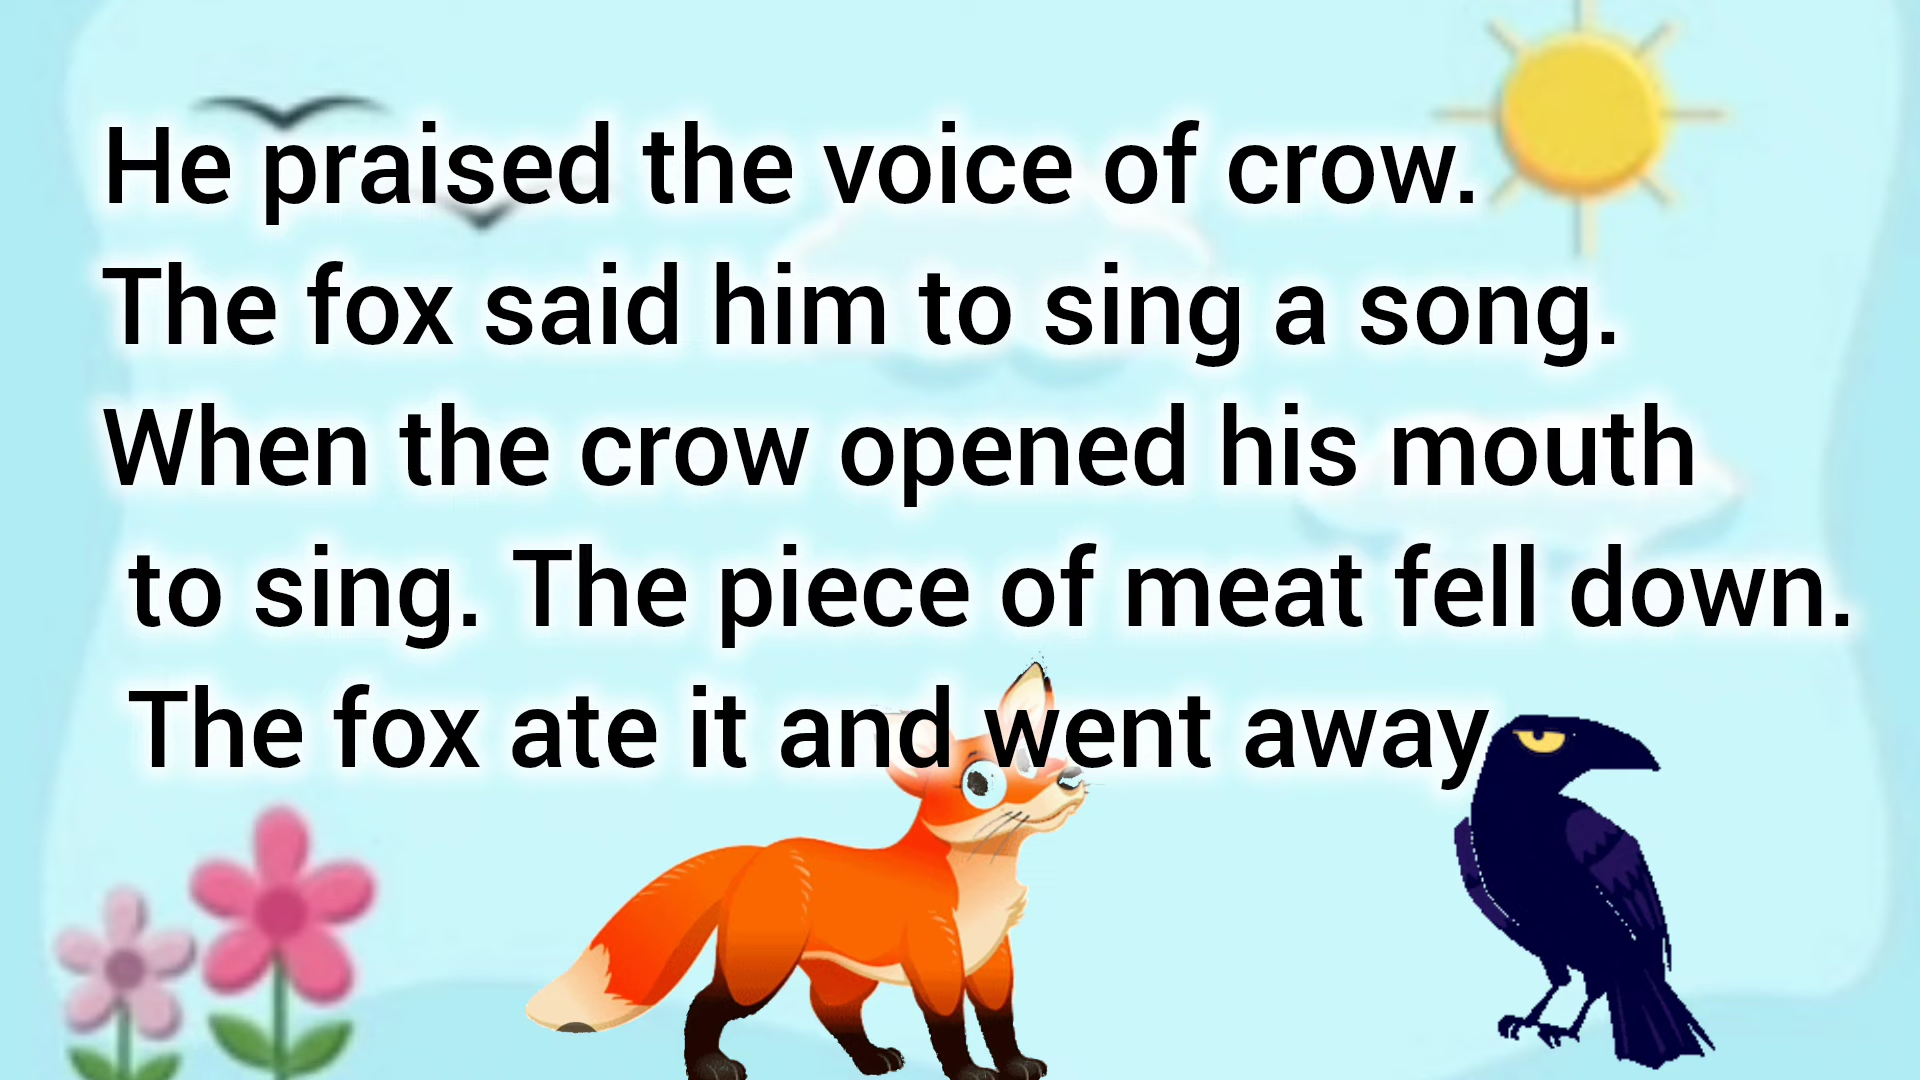 He praised the voice of crow.
The fox said him to sing a song.
When the crow opened his mouth
to sing. The piece of meat fell down.
The fox ate it and went away